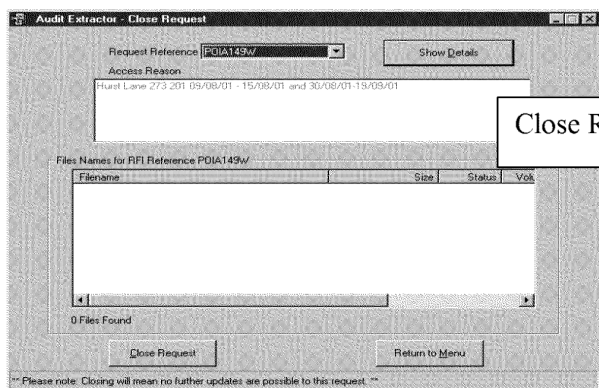 Audit Extractor - Close Request
Request Reference POIA149W
Show Details
Access Reason
Hurst Lane 273 201 09/08/01 - 15/08/01 and 30/08/01-19/09/01
Close R
Files Names for RFI Reference POIA149W
Filename Size Status Volu
0 Files Found
Close Request Return to Menu
** Please note: Closing will mean no further updates are possible to this request. **